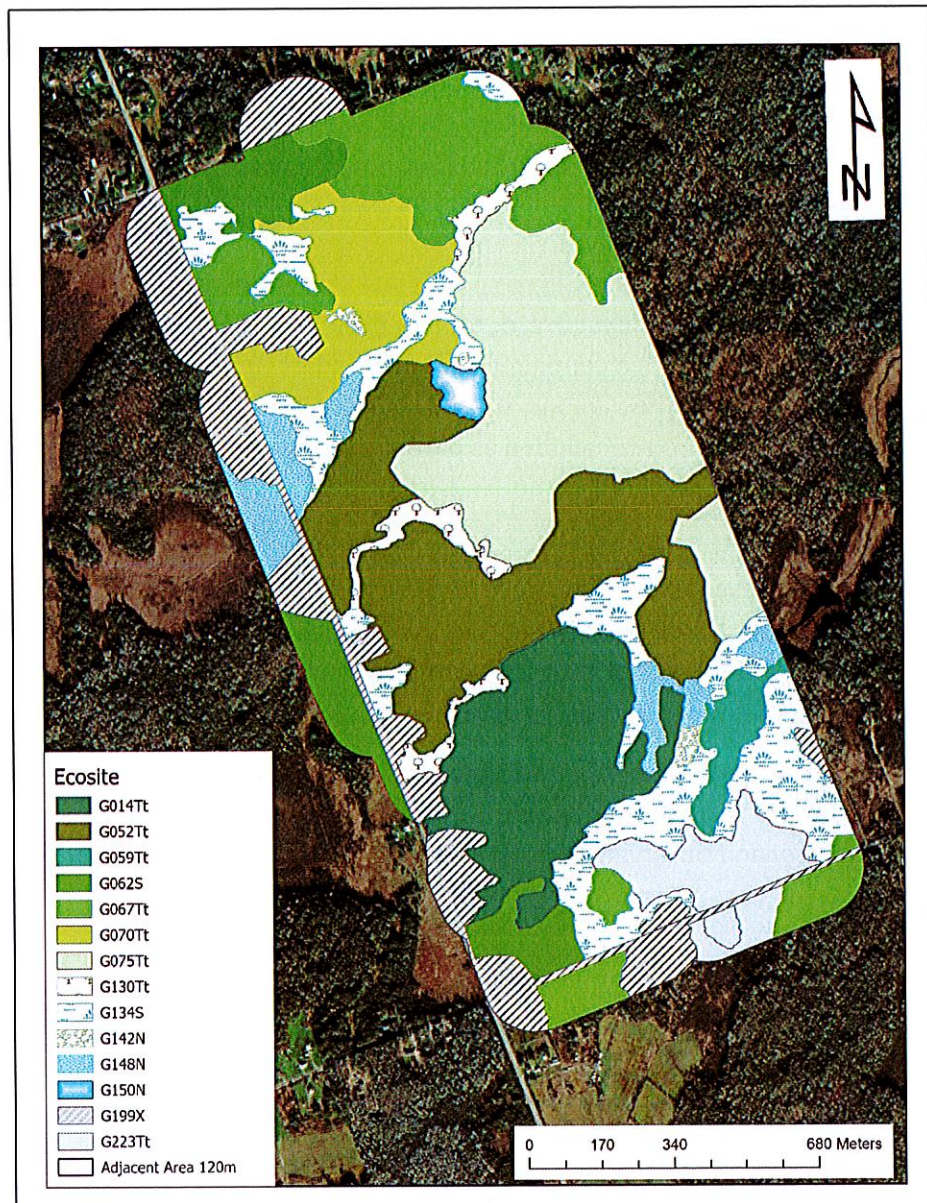 N
Ecosite
G014Tt
G052Tt
G059Tt
G062S
G067Tt
G070Tt
G075Tt
G130Tt
G134S
G142N
G148N
G150N
G199X
G223Tt
Adjacent Area 120m
0 170 340 680 Meters